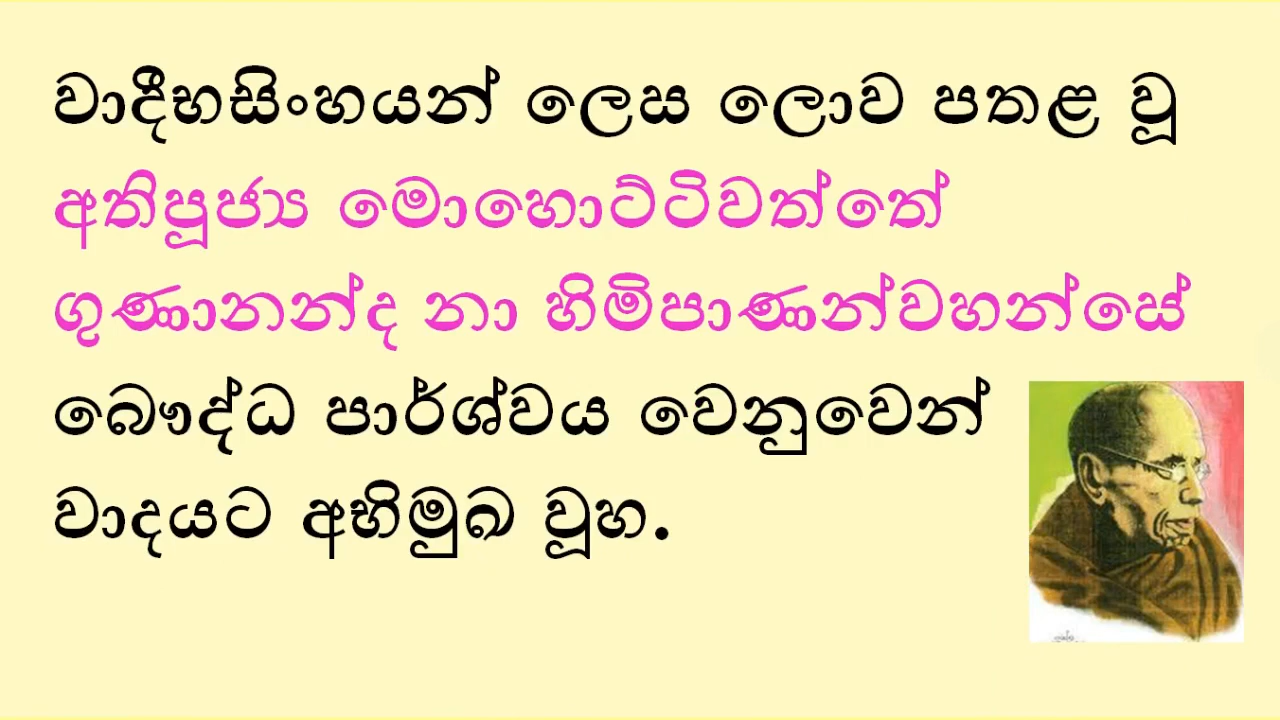 වාදීභසිංහයන් ලෙස ලොව පතළ වූ
අතිපූජ්‍ය මොහොට්ටිවත්තේ
ගුණානන්ද නා හිමිපාණන්වහන්සේ
බෞද්ධ පාර්ශ්වය වෙනුවෙන්
වාදයට අභිමුඛ වූහ.